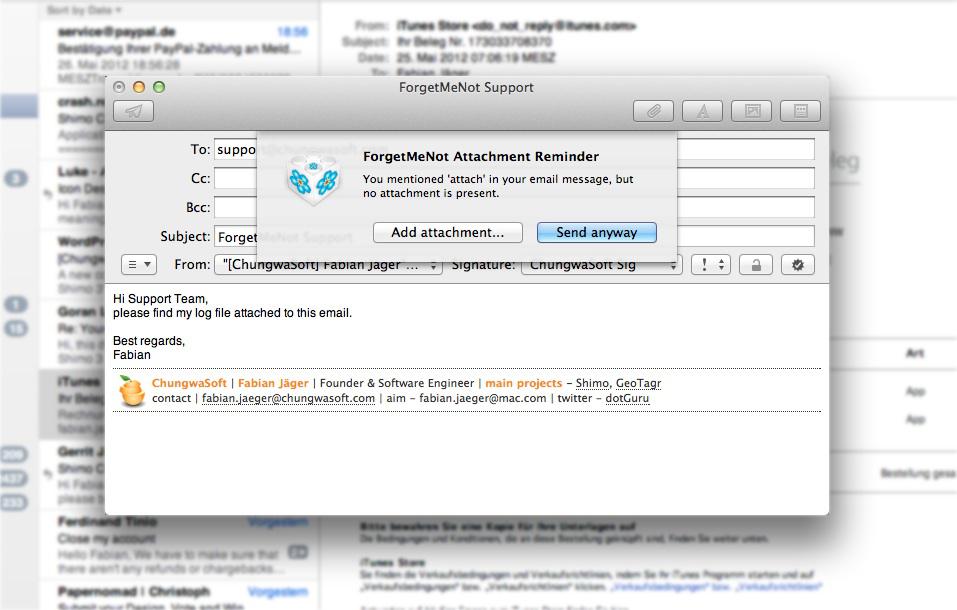 Sort by Date
service@paypal.de 18:56
Bestätigung Ihrer PayPal-Zahlung an Meld...
26. Mai 2012 18:56:28
From: iTunes Store <do_not_reply@itunes.com>
Subject: Ihr Beleg Nr. 173033708370
Date: 25. Mai 2012 07:06:19 MESZ
To: Fabian Jäger
crash.r
Shimo C
Applicat
3
Luke - A
Icon Des
Hi Fabia
meaning
WordPr
[Chungw
A new co
1
15
Goran L
Re: You
Hi, this
Shimo 3
iTunes
Ihr Beleg
Rechnu
fabian.ja
209
437
233
Gerrit J
Shimo C
Hi Fabia
please b
ForgetMeNot Support
To: support@chungwasoft.com
Cc:
Bcc:
Subject: ForgetMeNot Support
From: "[ChungwaSoft] Fabian Jäger" ... Signature: ChungwaSoft Sig !
ForgetMeNot Attachment Reminder
You mentioned 'attach' in your email message, but
no attachment is present.
Add attachment... Send anyway
Hi Support Team,
please find my log file attached to this email.
Best regards,
Fabian
ChungwaSoft | Fabian Jäger | Founder & Software Engineer | main projects – Shimo, GeoTagr
contact | fabian.jaeger@chungwasoft.com | aim - fabian.jaeger@mac.com | twitter - dotGuru
eleg
Art
App
App
Bestellung gesa
Ferdinand Tinio Vorgestern
Close my account
Hello Fabian, We have to make sure that
there aren't any refunds or chargebacks...
Papernomad | Christoph Vorgestern
Submit your Design, Vote and Win
Bitte bewahren Sie eine Kopie für Ihre Unterlagen auf
Die Bedingungen und Konditionen, die an diese Bestellung geknüpft sind, finden Sie weiter unten.
iTunes Store
Sie finden die Verkaufsbedingungen und Verkaufsrichtlinien, indem Sie Ihr iTunes Programm starten und auf
„Verkaufsbedingungen" bzw. „Verkaufsrichtlinien" klicken. „Verkaufsbedingungen" bzw. „Verkaufsrichtlinien"